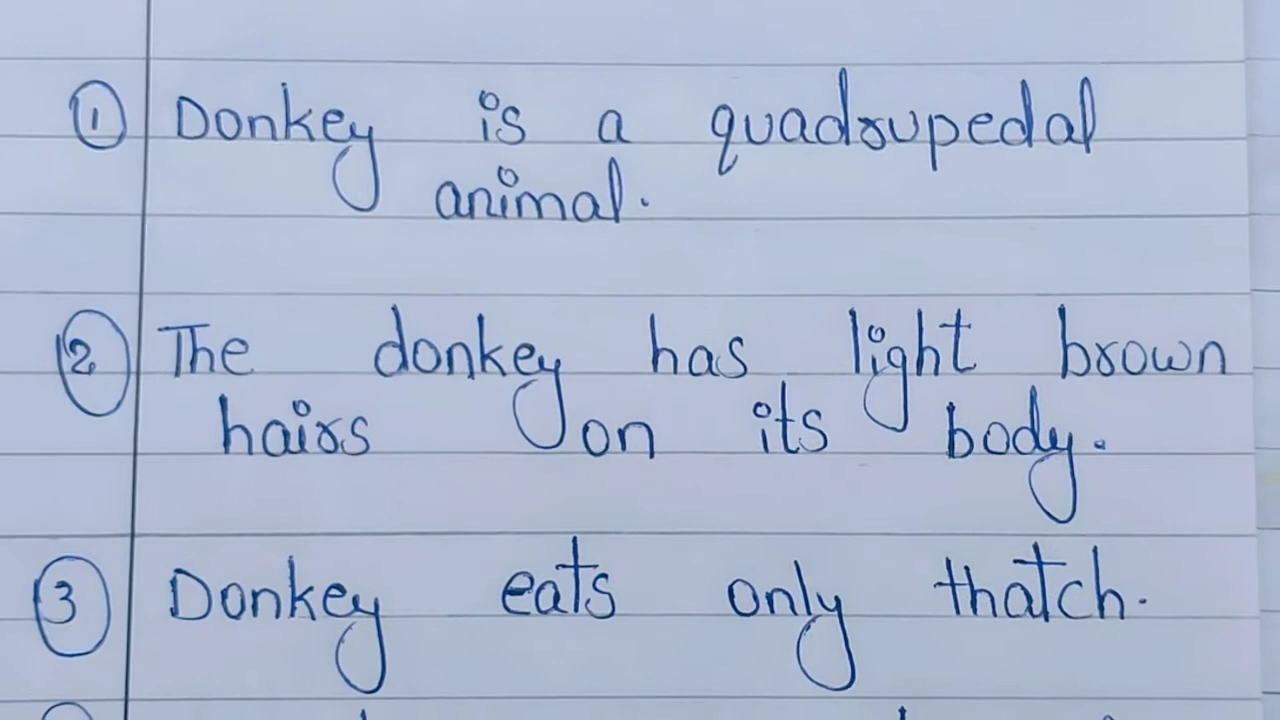 ① Donkey is a quadrupedal
animal.
② The donkey has light brown
hairs on its body.
③ Donkey eats only thatch.